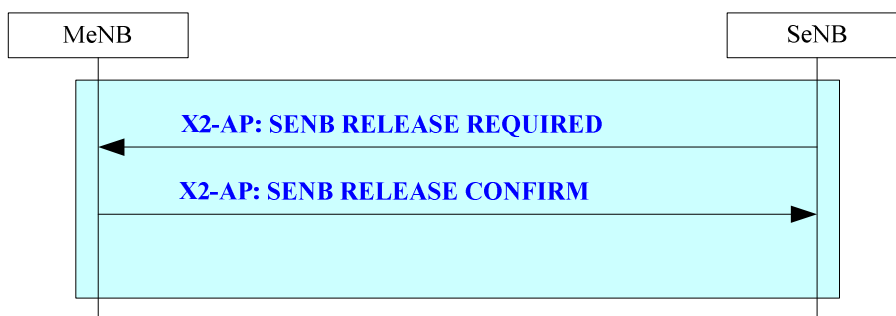 MeNB
SeNB
X2-AP: SENB RELEASE REQUIRED
X2-AP: SENB RELEASE CONFIRM